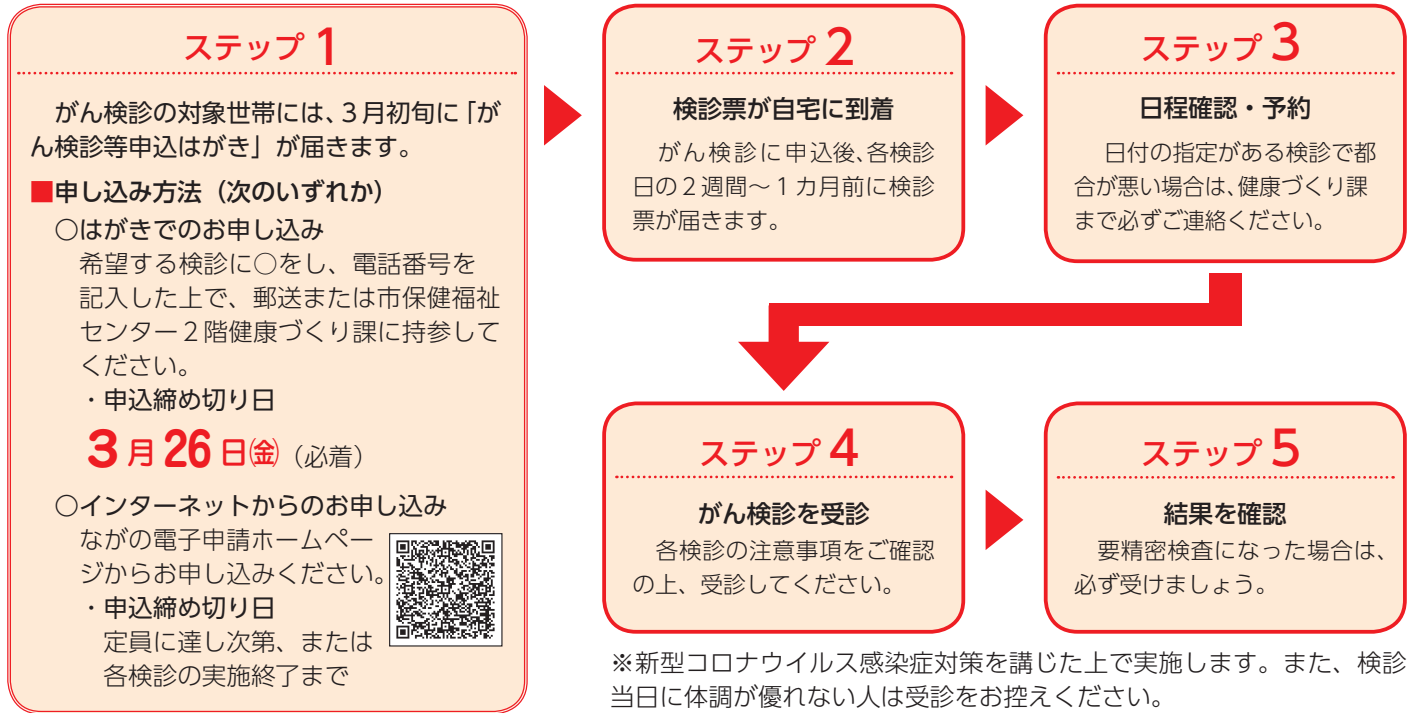 ステップ 1
がん検診の対象世帯には、3月初旬に「が
ん検診等申込はがき」が届きます。
■申し込み方法（次のいずれか）
○はがきでのお申し込み
希望する検診に○をし、電話番号を
記入した上で、郵送または市保健福祉
センター2階健康づくり課に持参して
ください。
・申込締め切り日
3月26日㈮（必着）
○インターネットからのお申し込み
ながの電子申請ホームペー
ジからお申し込みください。
・申込締め切り日
定員に達し次第、または
各検診の実施終了まで
ステップ 2
検診票が自宅に到着
がん検診に申込後、各検診
日の2週間～1カ月前に検診
票が届きます。
ステップ 3
日程確認・予約
日付の指定がある検診で都
合が悪い場合は、健康づくり課
まで必ずご連絡ください。
ステップ 4
がん検診を受診
各検診の注意事項をご確認
の上、受診してください。
ステップ 5
結果を確認
要精密検査になった場合は、
必ず受けましょう。
※新型コロナウイルス感染症対策を講じた上で実施します。また、検診
当日に体調が優れない人は受診をお控えください。